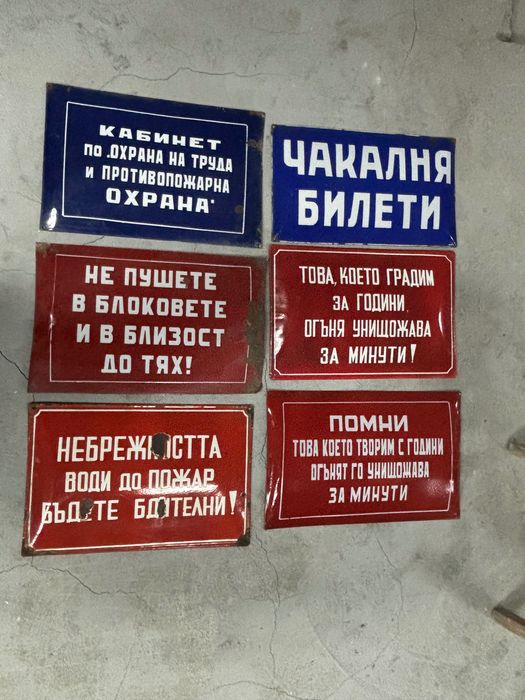 КАБИНЕТ
по „ОХРАНА НА ТРУДА
и ПРОТИВОПОЖАРНА
ОХРАНА"
ЧАКАЛНЯ
БИЛЕТИ
НЕ ПУШЕТЕ
В БЛОКОВЕТЕ
И В БЛИЗОСТ
ДО ТЯХ!
ТОВА, КОЕТО ГРАДИМ
ЗА ГОДИНИ
ОГЪНЯ УНИЩОЖАВА
ЗА МИНУТИ!
НЕБРЕЖНОСТТА
ВОДИ до ПОЖАР
БЪДЕТЕ БДИТЕЛНИ!
ПОМНИ
ТОВА КОЕТО ТВОРИМ С ГОДИНИ
ОГЪНЯТ ГО УНИЩОЖАВА
ЗА МИНУТИ